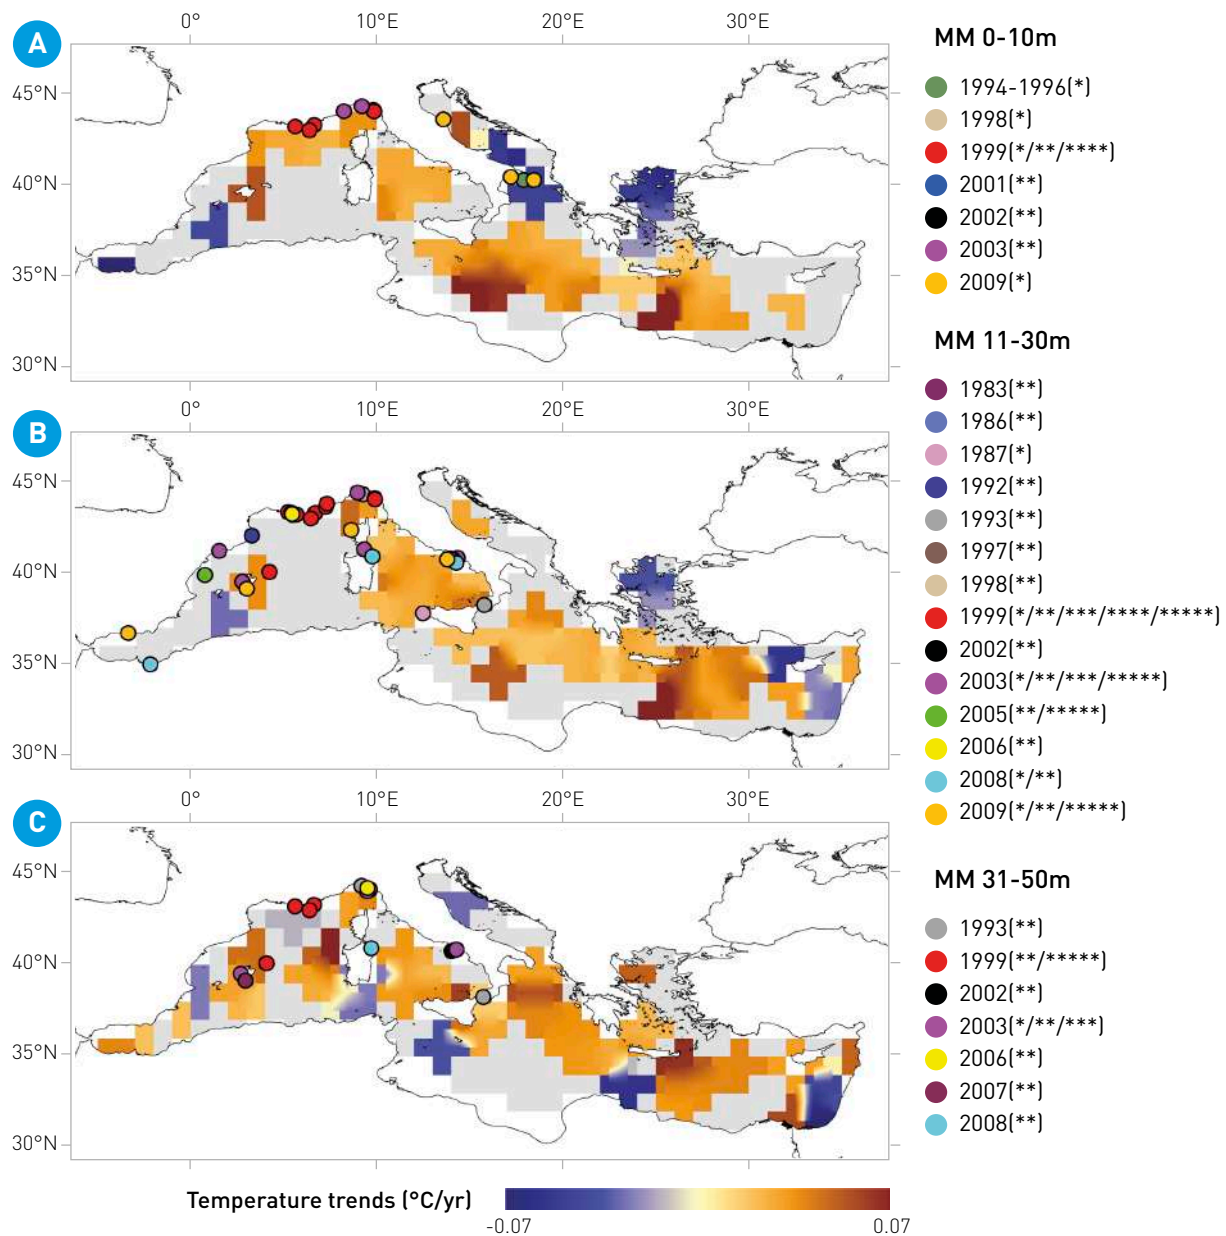 A
0°
10°E
20°E
30°E
45°N
40°N
35°N
30°N
B
0°
10°E
20°E
30°E
45°N
40°N
35°N
30°N
C
0°
10°E
20°E
30°E
45°N
40°N
35°N
30°N
Temperature trends (°C/yr)
-0.07
0.07
MM 0-10m
1994-1996(*)
1998(*)
1999(*/**/****)
2001(**)
2002(**)
2003(**)
2009(*)
MM 11-30m
1983(**)
1986(**)
1987(*)
1992(**)
1993(**)
1997(**)
1998(**)
1999(*/**/***/****/*****)
2002(**)
2003(*/**/***/*****)
2005(**/*****)
2006(**)
2008(*/**)
2009(*/**/*****)
MM 31-50m
1993(**)
1999(**/*****)
2002(**)
2003(*/**/***)
2006(**)
2007(**)
2008(**)